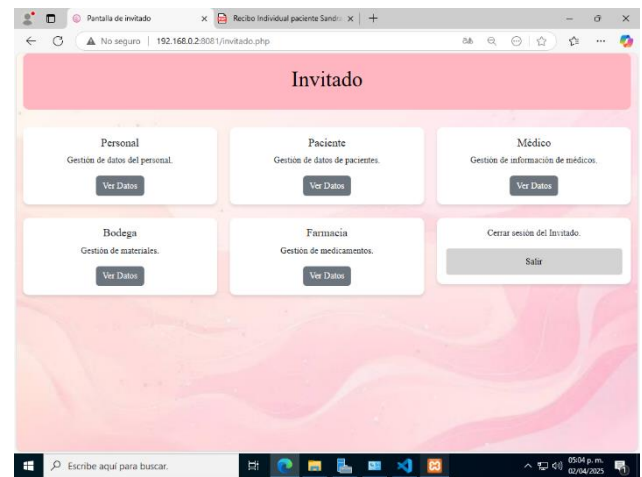 Pantalla de invitado
Recibo Individual paciente Sandra
No seguro
192.168.0.2:8081/invitado.php
Invitado
Personal
Gestión de datos del personal.
Ver Datos
Paciente
Gestión de datos de pacientes.
Ver Datos
Médico
Gestión de información de médicos.
Ver Datos
Bodega
Gestión de materiales.
Ver Datos
Farmacia
Gestión de medicamentos.
Ver Datos
Cerrar sesión del Invitado.
Salir
Escribe aquí para buscar.
05:04 p. m.
02/04/2025